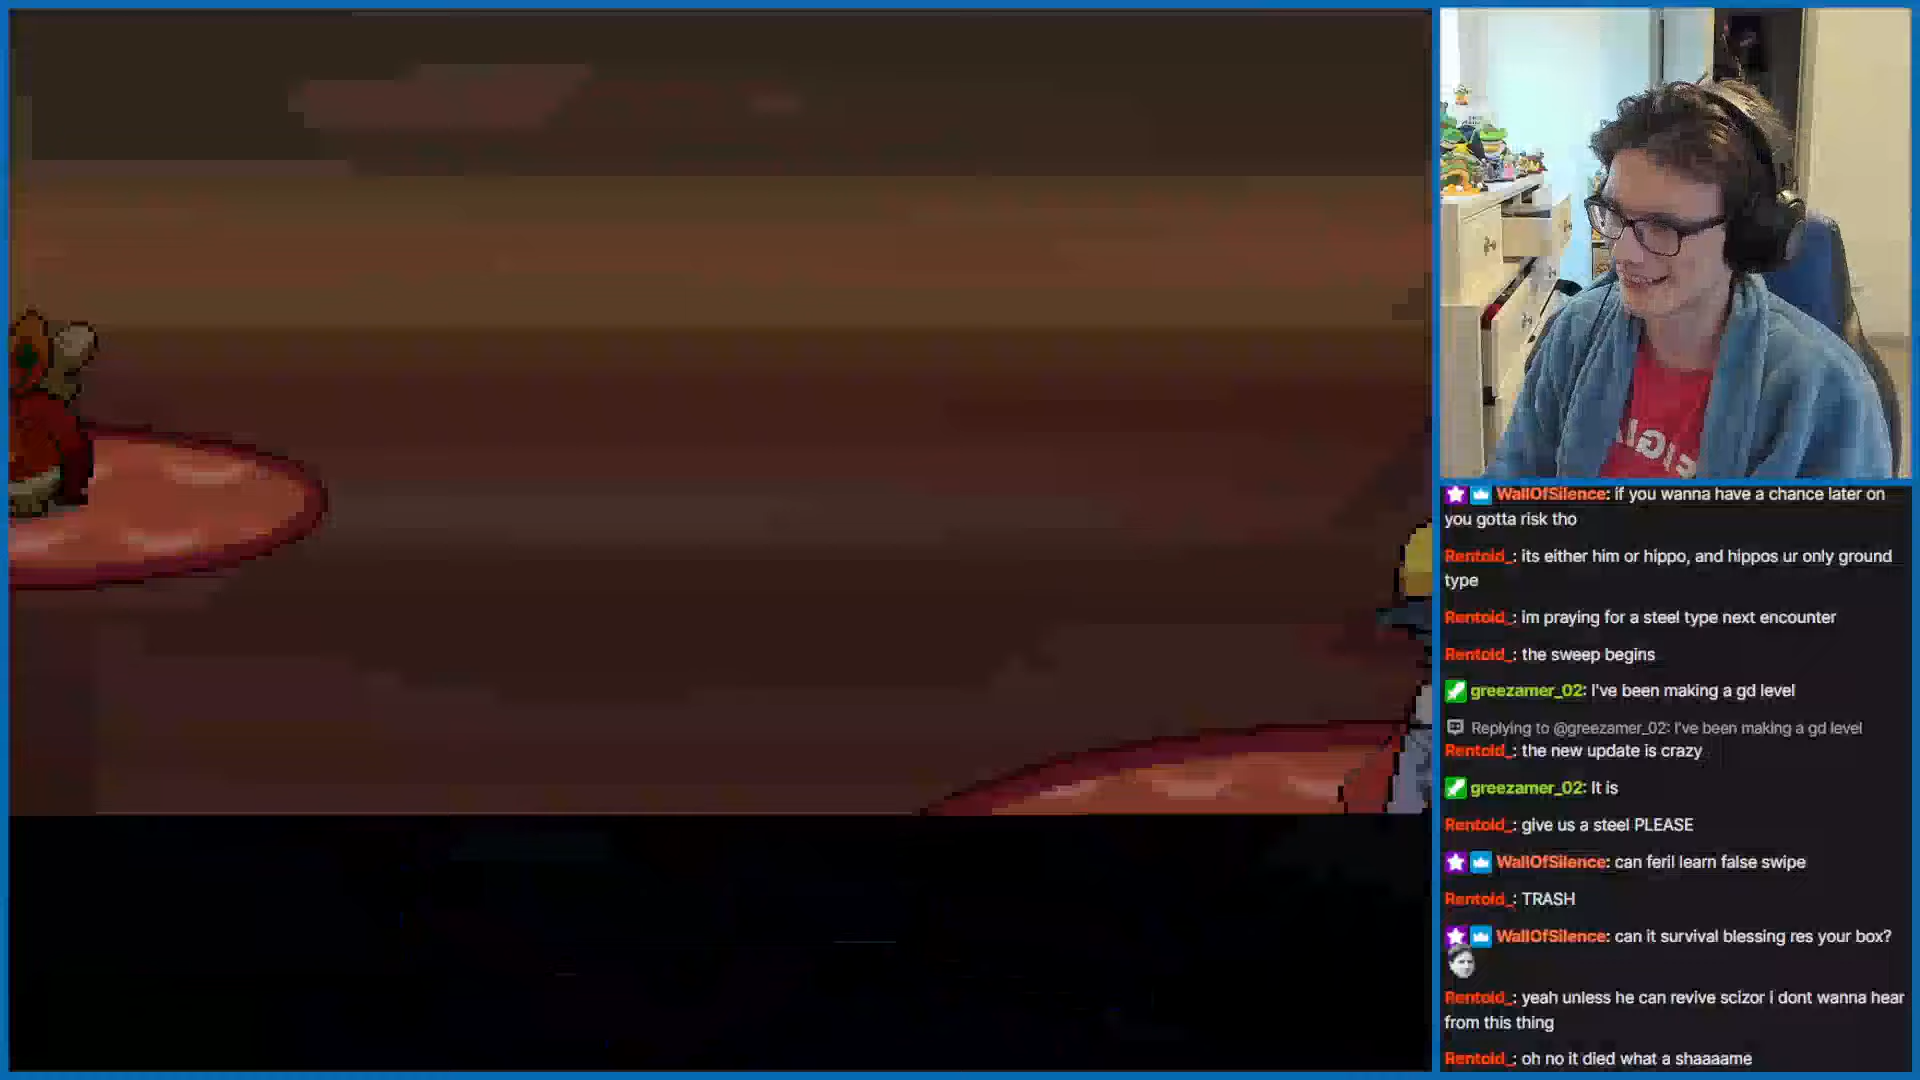 WallOfSilence: if you wanna have a chance later on
you gotta risk tho
Rentoid_: its either him or hippo, and hippos ur only ground
type
Rentoid_: im praying for a steel type next encounter
Rentoid_: the sweep begins
greezamer_02: I've been making a gd level
Replying to @greezamer_02: I've been making a gd level
Rentoid_: the new update is crazy
greezamer_02: It is
Rentoid_: give us a steel PLEASE
WallOfSilence: can feril learn false swipe
Rentoid_: TRASH
WallOfSilence: can it survival blessing res your box?
Rentoid_: yeah unless he can revive scizor i dont wanna hear
from this thing
Rentoid_: oh no it died what a shaaaame